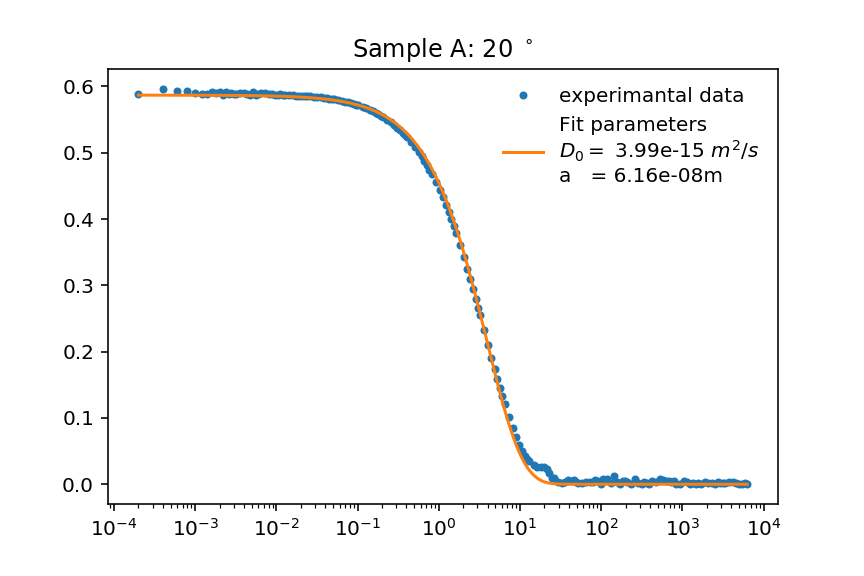 Sample A: 20 °
experimantal data
Fit parameters
D₀ = 3.99e-15 m²/s
a = 6.16e-08m
0.6
0.5
0.4
0.3
0.2
0.1
0.0
10⁻⁴ 10⁻³ 10⁻² 10⁻¹ 10⁰ 10¹ 10² 10³ 10⁴